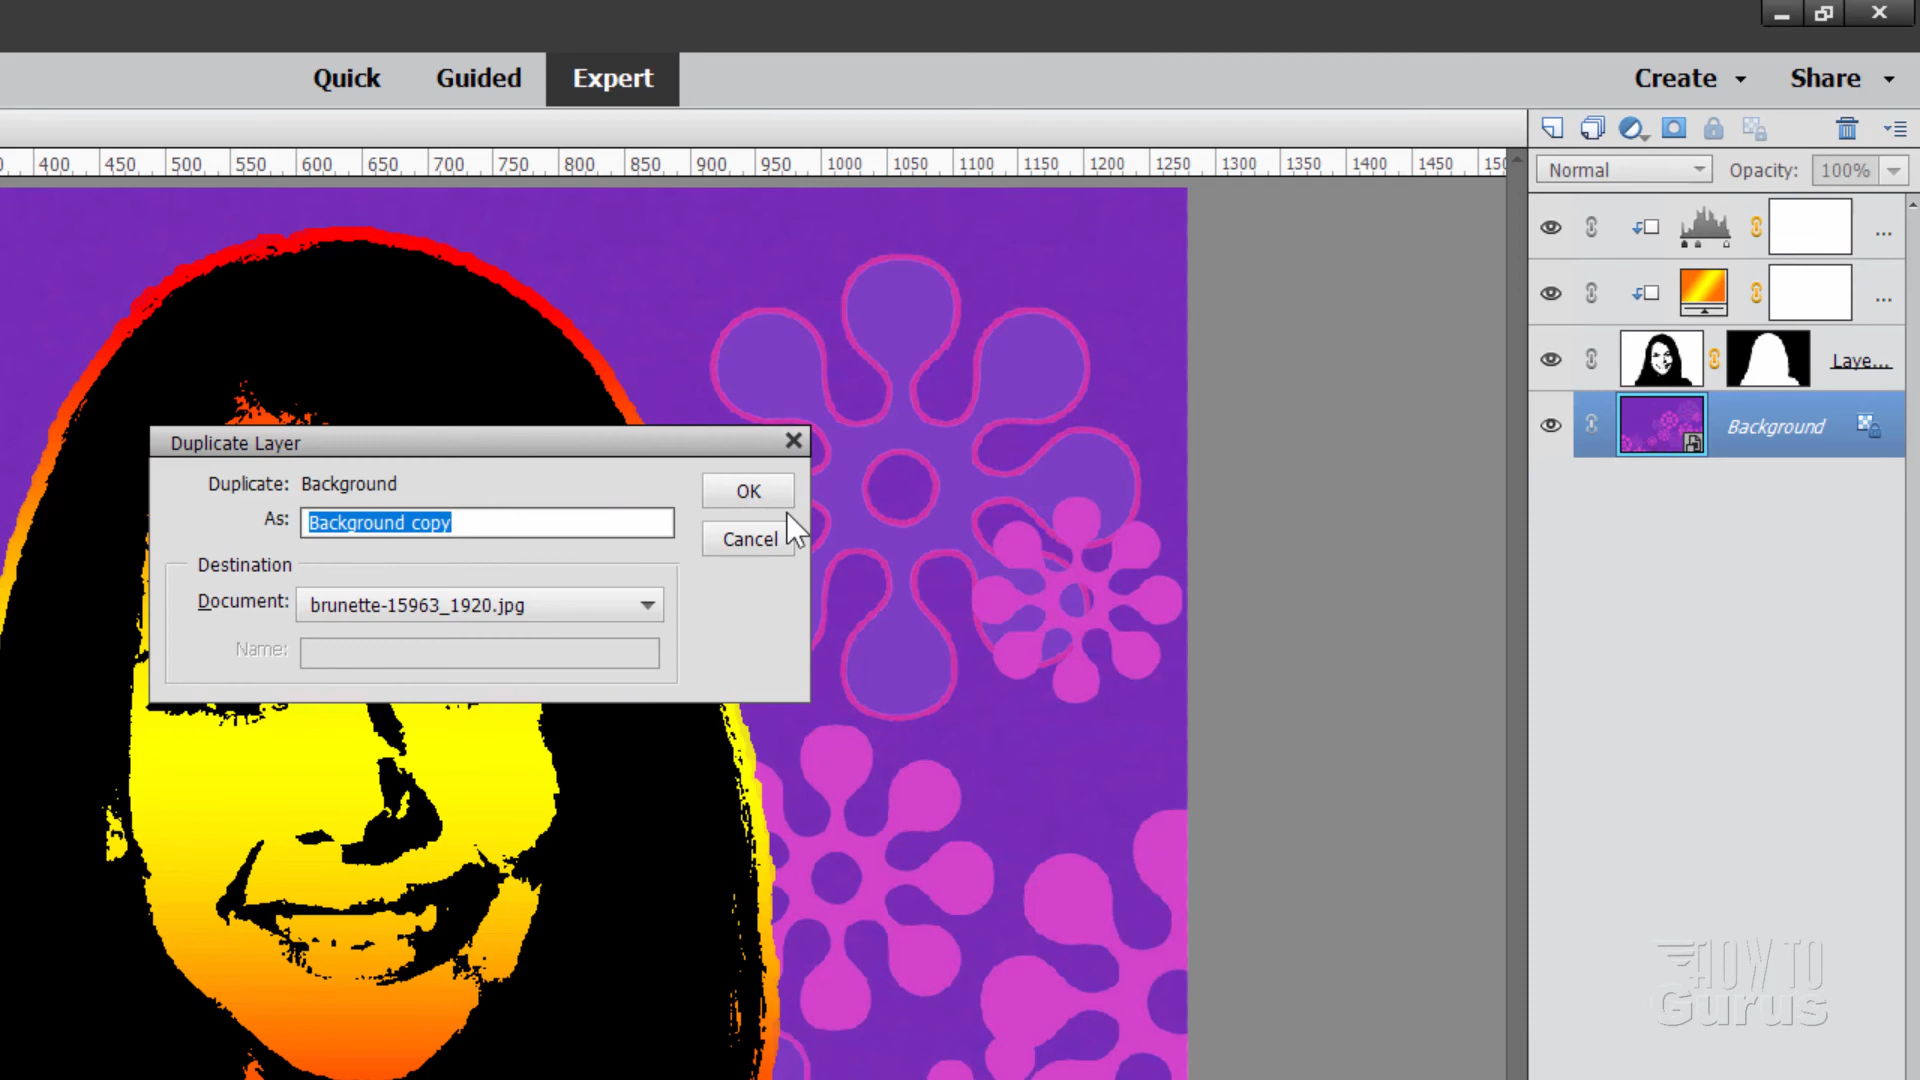 Quick Guided Expert Create Share
400 450 500 550 600 650 700 750 800 850 900 950 1000 1050 1100 1150 1200 1250 1300 1350 1400 1450
Normal Opacity: 100%
...
...
Laye...
Background
Duplicate Layer
Duplicate: Background
As: Background copy
OK
Cancel
Destination
Document: brunette-15963_1920.jpg
Name:
HOW TO
Gurus